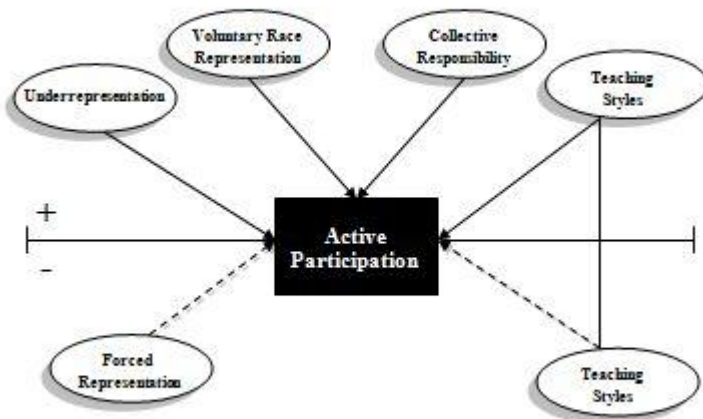 Voluntary Race
Representation
Collective
Responsibility
Underrepresentation
Teaching
Styles
+
-
Active
Participation
Forced
Representation
Teaching
Styles